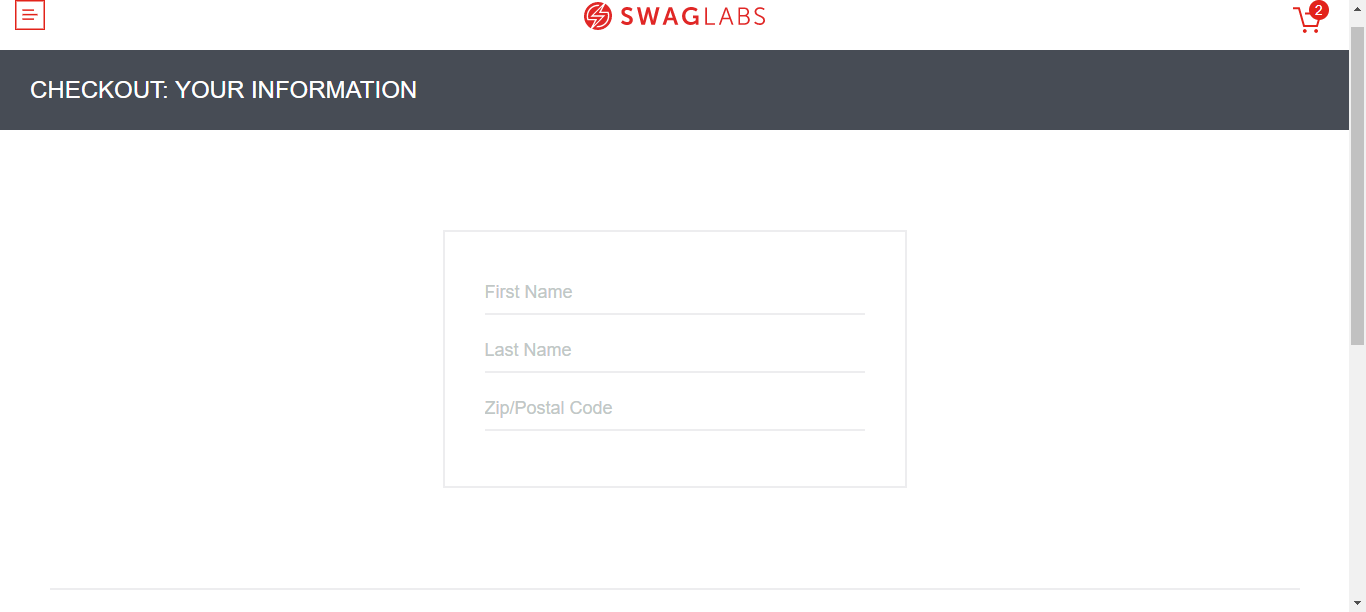 SWAGLABS
2
CHECKOUT: YOUR INFORMATION
First Name
Last Name
Zip/Postal Code